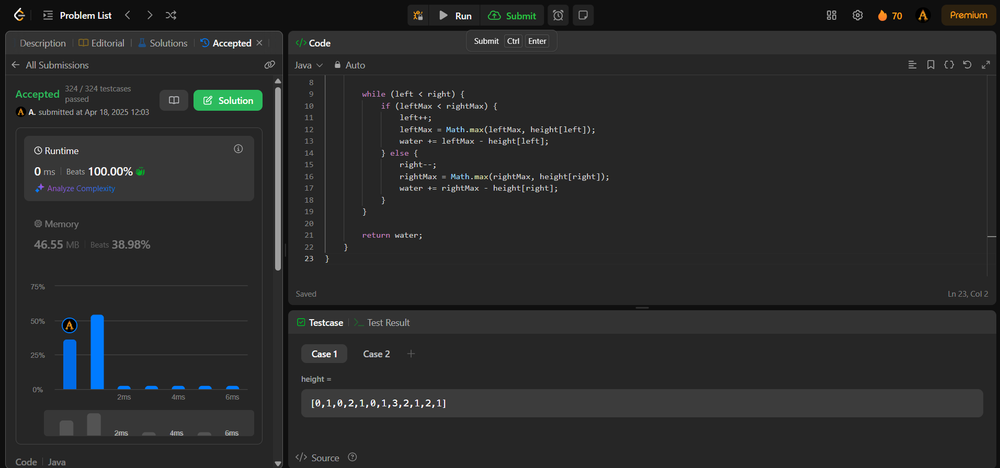 Problem List
Run
Submit
70
Premium
Description
Editorial
Solutions
Accepted
All Submissions
Accepted
324 / 324 testcases
passed
A. submitted at Apr 18, 2025 12:03
Solution
Runtime
0 ms
Beats 100.00%
Analyze Complexity
Memory
46.55 MB
Beats 38.98%
75%
50%
25%
0%
2ms
4ms
6ms
2ms
4ms
6ms
Code
Java
</> Code
Submit Ctrl Enter
Java
Auto
8
9 while (left < right) {
10 if (leftMax < rightMax) {
11 left++;
12 leftMax = Math.max(leftMax, height[left]);
13 water += leftMax - height[left];
14 } else {
15 right--;
16 rightMax = Math.max(rightMax, height[right]);
17 water += rightMax - height[right];
18 }
19 }
20
21 return water;
22 }
23 }
Saved
Ln 23, Col 2
Testcase
Test Result
Case 1
Case 2
height =
[0,1,0,2,1,0,1,3,2,1,2,1]
</> Source